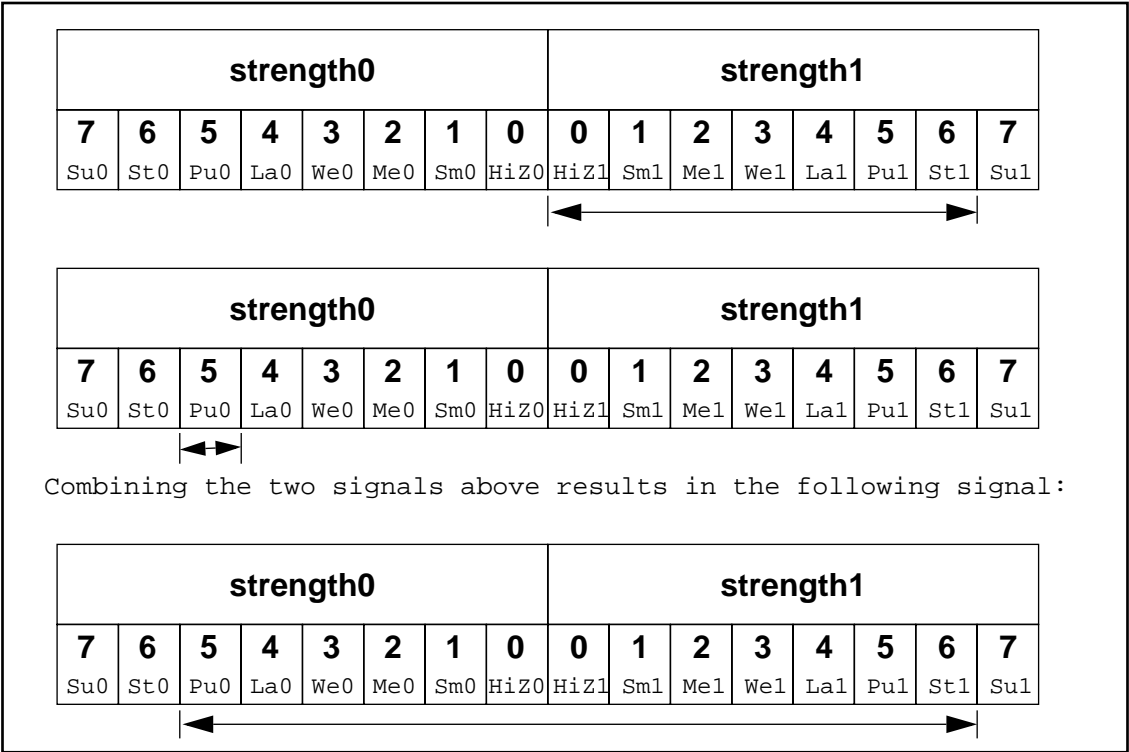 strength0 strength1
7 6 5 4 3 2 1 0 0 1 2 3 4 5 6 7
Su0 St0 Pu0 La0 We0 Me0 Sm0 HiZ0 HiZ1 Sm1 Me1 We1 La1 Pu1 St1 Su1
strength0 strength1
7 6 5 4 3 2 1 0 0 1 2 3 4 5 6 7
Su0 St0 Pu0 La0 We0 Me0 Sm0 HiZ0 HiZ1 Sm1 Me1 We1 La1 Pu1 St1 Su1
Combining the two signals above results in the following signal:
strength0 strength1
7 6 5 4 3 2 1 0 0 1 2 3 4 5 6 7
Su0 St0 Pu0 La0 We0 Me0 Sm0 HiZ0 HiZ1 Sm1 Me1 We1 La1 Pu1 St1 Su1